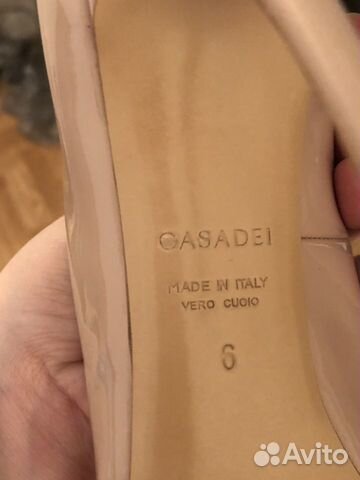 CASADEI
MADE IN ITALY
VERO CUOIO
6
Avito